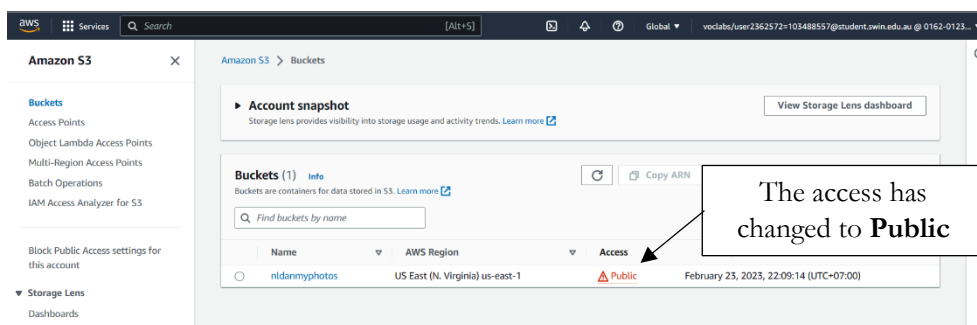 aws
Services
Search
[Alt+S]
Global
voclabs/user2362572=103488557@student.swin.edu.au @ 0162-0123...
Amazon S3
Amazon S3 > Buckets
Buckets
Access Points
Object Lambda Access Points
Multi-Region Access Points
Batch Operations
IAM Access Analyzer for S3
Block Public Access settings for
this account
Storage Lens
Dashboards
Account snapshot
Storage lens provides visibility into storage usage and activity trends. Learn more
View Storage Lens dashboard
Buckets (1) Info
Buckets are containers for data stored in S3. Learn more
Copy ARN
Find buckets by name
The access has
changed to Public
Name
AWS Region
Access
nldanmyphotos
US East (N. Virginia) us-east-1
Public
February 23, 2023, 22:09:14 (UTC+07:00)